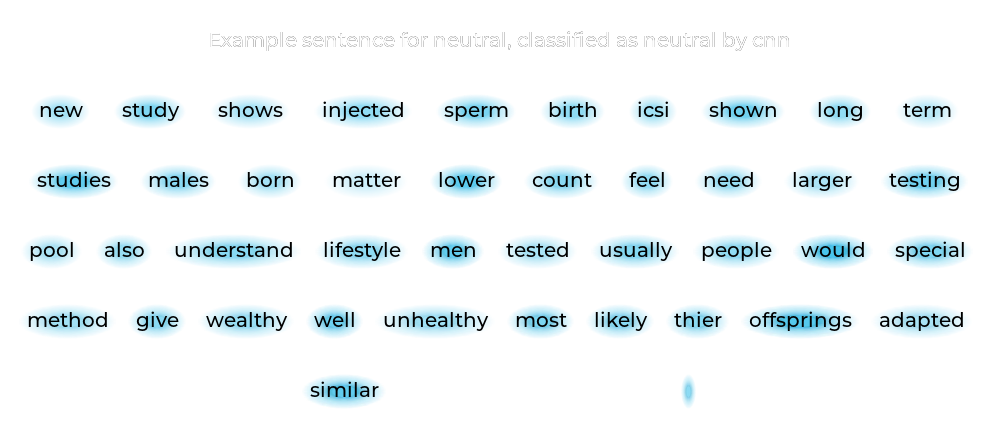 Example sentence for neutral, classified as neutral by cnn
new study shows injected sperm birth icsi shown long term
studies males born matter lower count feel need larger testing
pool also understand lifestyle men tested usually people would special
method give wealthy well unhealthy most likely thier offsprings adapted
similar